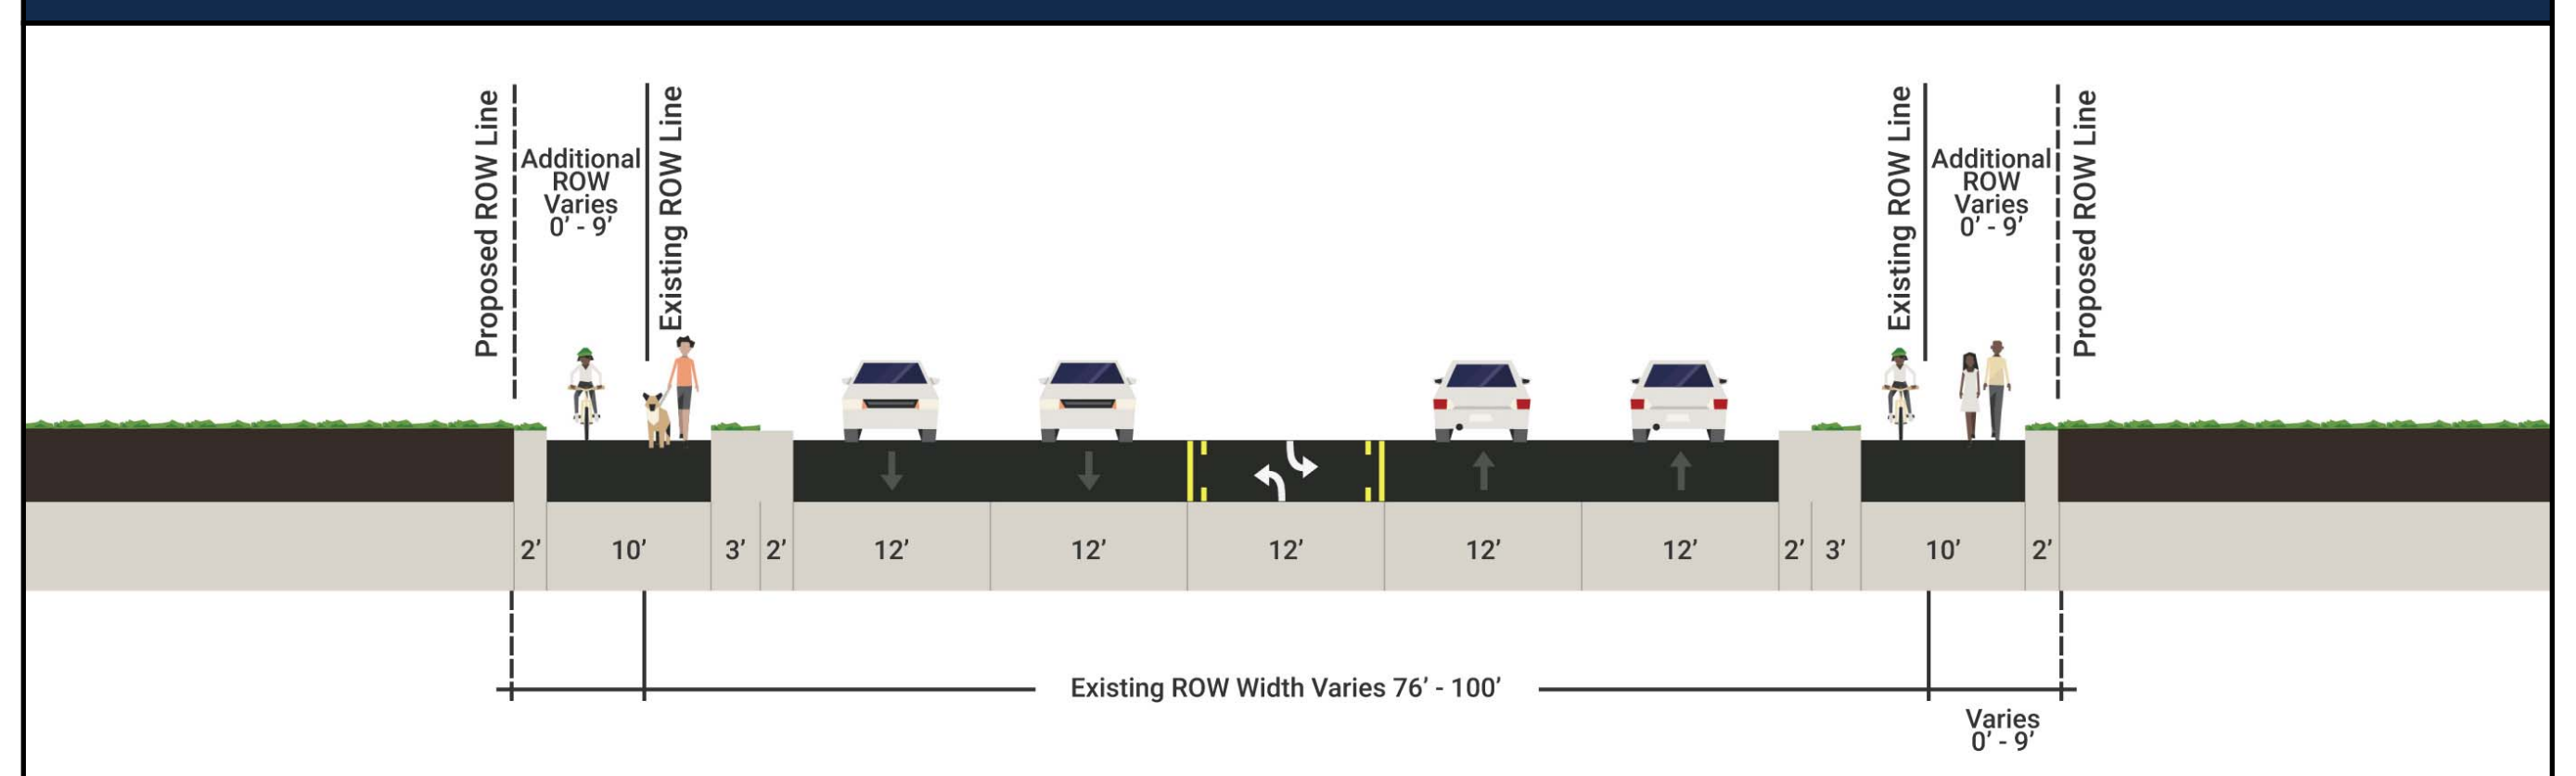 Proposed ROW Line
Additional
ROW
Varies
0’ - 9’
Existing ROW Line
Existing ROW Line
Additional
ROW
Varies
0’ - 9’
Proposed ROW Line
2’ 10’ 3’ 2’ 12’ 12’ 12’ 12’ 12’ 2’ 3’ 10’ 2’
Existing ROW Width Varies 76’ - 100’
Varies
0’ - 9’